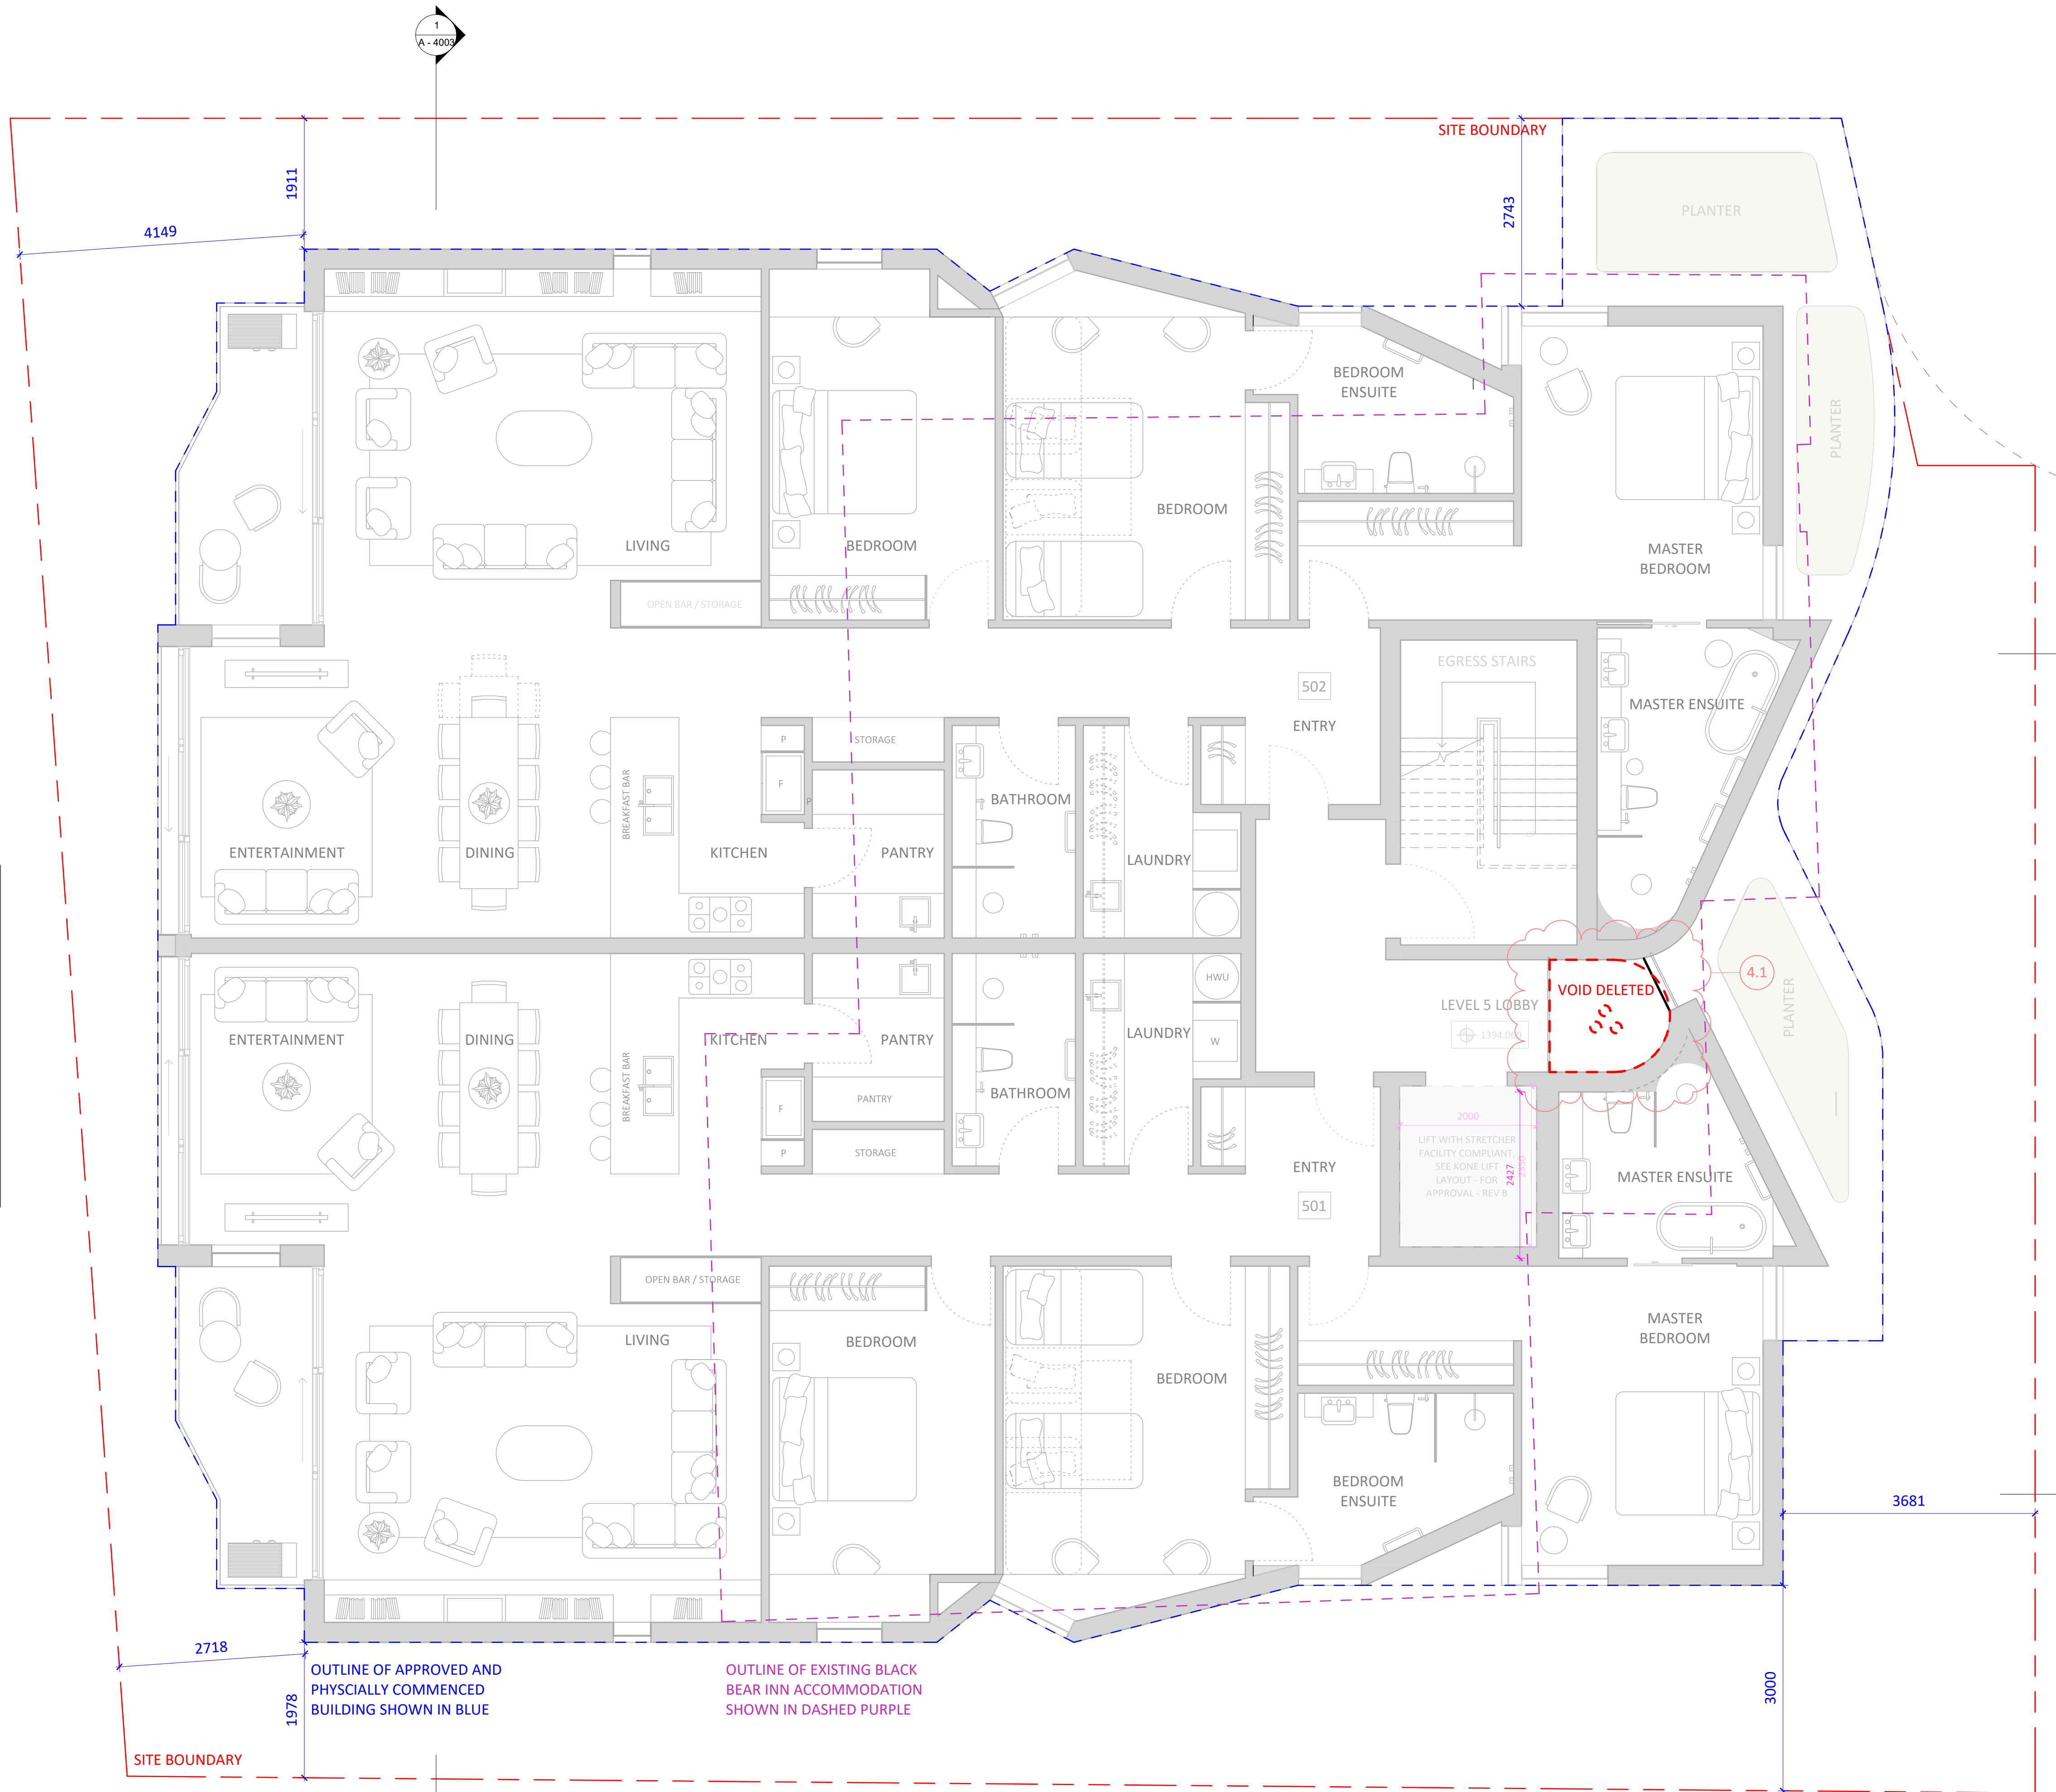 1
A - 4003
SITE BOUNDARY
1911
4149
2743
PLANTER
PLANTER
BEDROOM
ENSUITE
LIVING
BEDROOM
BEDROOM
MASTER
BEDROOM
OPEN BAR / STORAGE
EGRESS STAIRS
502
ENTRY
MASTER ENSUITE
P
STORAGE
F
P
BREAKFAST BAR
BATHROOM
ENTERTAINMENT
DINING
KITCHEN
PANTRY
LAUNDRY
4.1
HWU
VOID DELETED
LEVEL 5 LOBBY
1394.060
PLANTER
ENTERTAINMENT
DINING
KITCHEN
PANTRY
LAUNDRY
W
BREAKFAST BAR
BATHROOM
F
PANTRY
P
STORAGE
2000
LIFT WITH STRETCHER
FACILITY COMPLIANT,
SEE KONE LIFT
LAYOUT - FOR
APPROVAL - REV B
2427
2350
ENTRY
501
MASTER ENSUITE
OPEN BAR / STORAGE
LIVING
BEDROOM
BEDROOM
MASTER
BEDROOM
BEDROOM
ENSUITE
3681
2718
1978
OUTLINE OF APPROVED AND
PHYSCIALLY COMMENCED
BUILDING SHOWN IN BLUE
OUTLINE OF EXISTING BLACK
BEAR INN ACCOMMODATION
SHOWN IN DASHED PURPLE
3000
SITE BOUNDARY